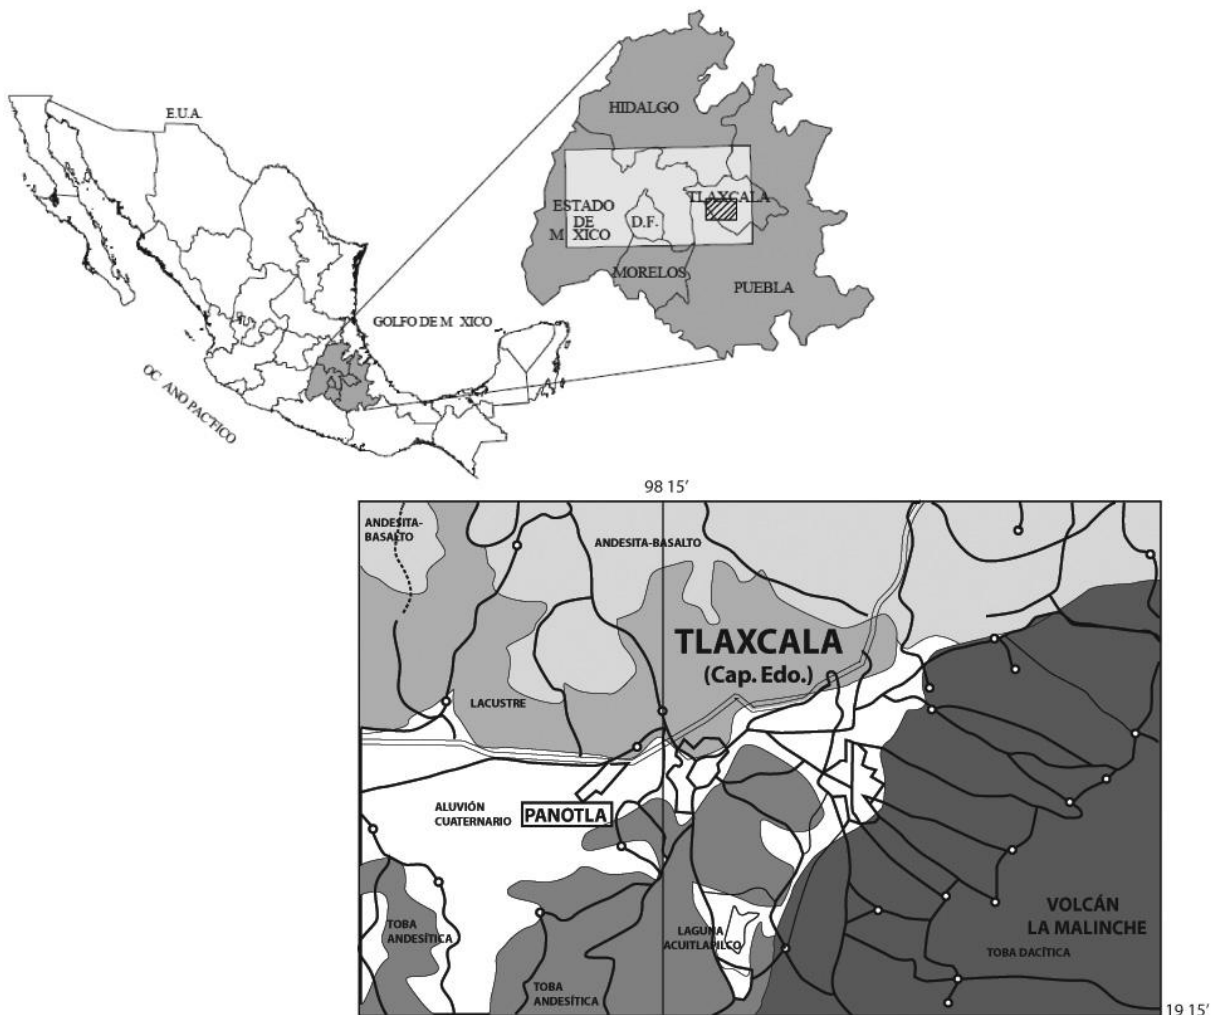 E.U.A.
HIDALGO
TLAXCALA
ESTADO
DE
M XICO
D.F.
MORELOS
PUEBLA
GOLFO DE M XICO
OC ANO PAC'FICO
98 15'
ANDESITA-
BASALTO
ANDESITA-BASALTO
TLAXCALA
(Cap. Edo.)
LACUSTRE
ALUVIÓN
CUATERNARIO
PANOTLA
VOLCÁN
LA MALINCHE
TOBA DACÍTICA
TOBA
ANDESÍTICA
LAGUNA
ACUITLAPILCO
TOBA
ANDESÍTICA
19 15'